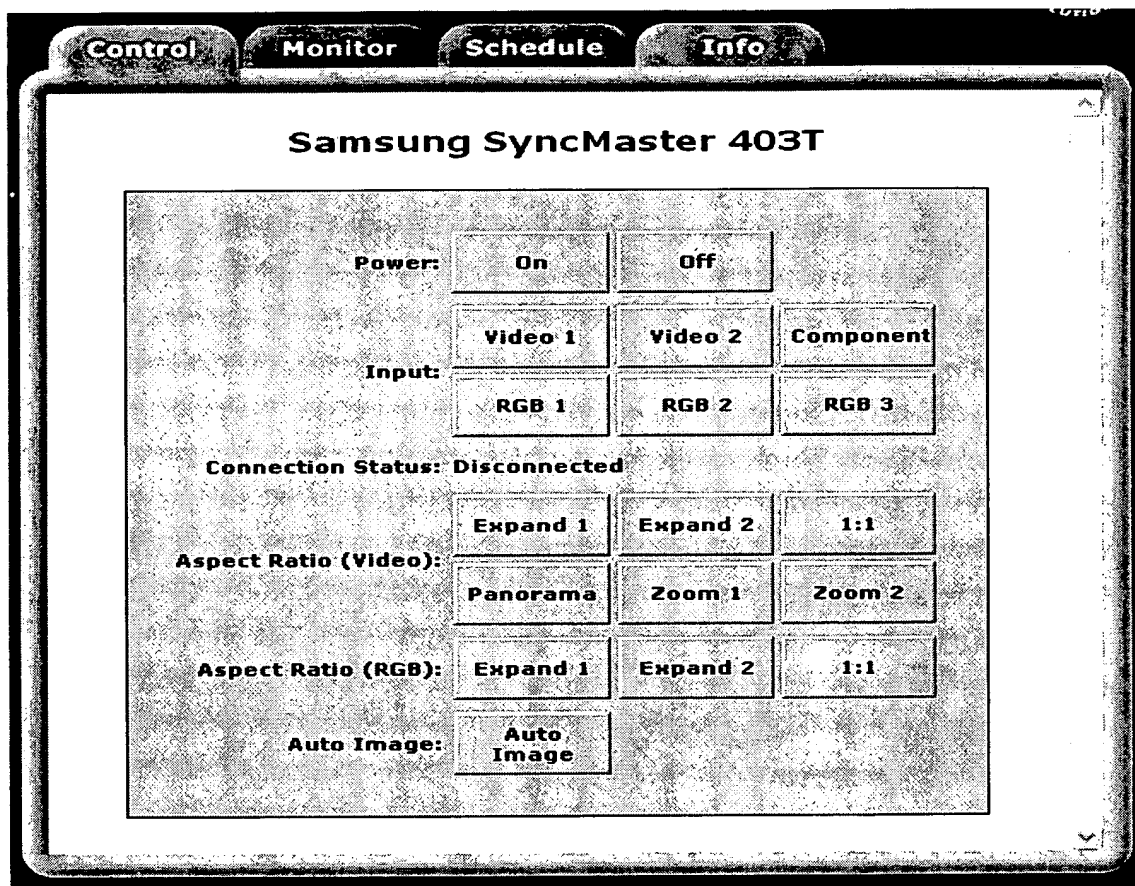 Control Monitor Schedule Info
Samsung SyncMaster 403T
Power: On Off
Video 1 Video 2 Component
Input:
RGB 1 RGB 2 RGB 3
Connection Status: Disconnected
Expand 1 Expand 2 1:1
Aspect Ratio (Video):
Panorama Zoom 1 Zoom 2
Aspect Ratio (RGB): Expand 1 Expand 2 1:1
Auto Image: Auto
Image